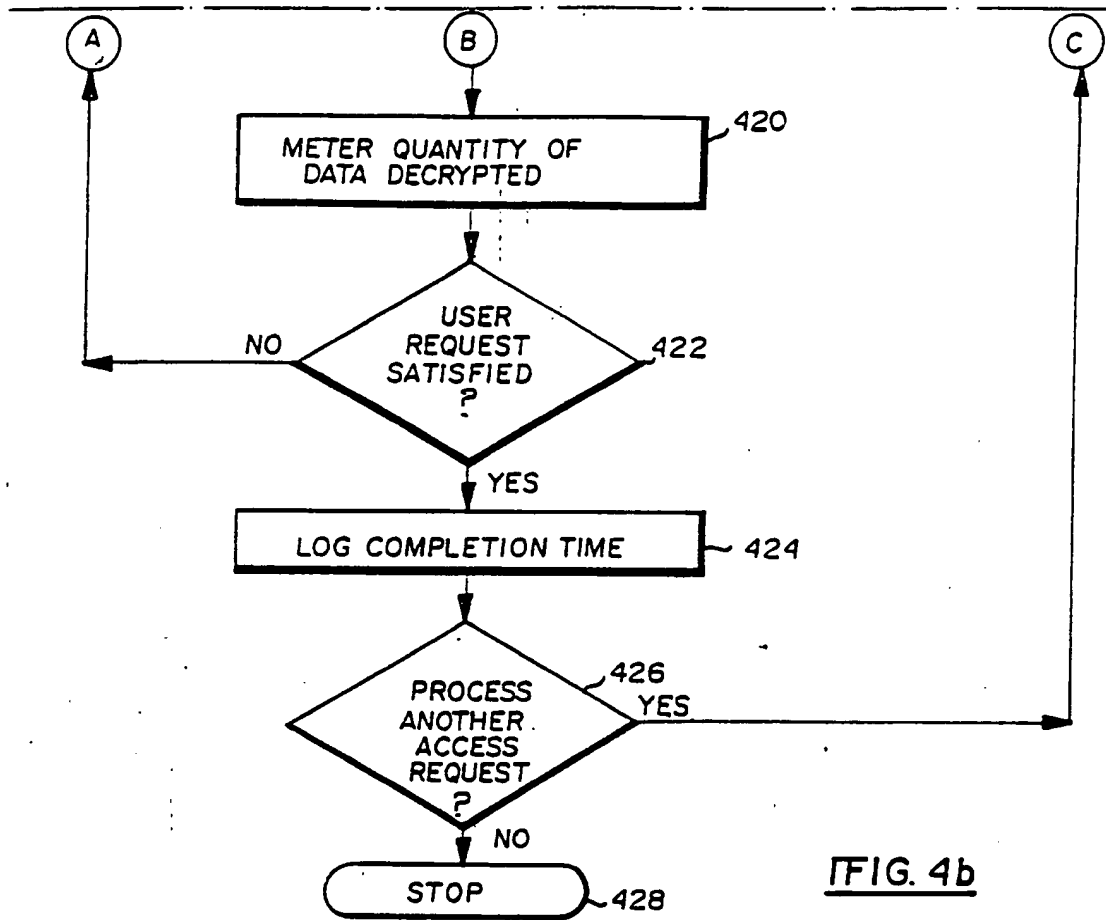 A
B
C
420
METER QUANTITY OF
DATA DECRYPTED
USER
REQUEST
SATISFIED
?
NO
422
YES
LOG COMPLETION TIME
424
426
PROCESS
ANOTHER
ACCESS
REQUEST
?
YES
NO
STOP
428
FIG. 4b